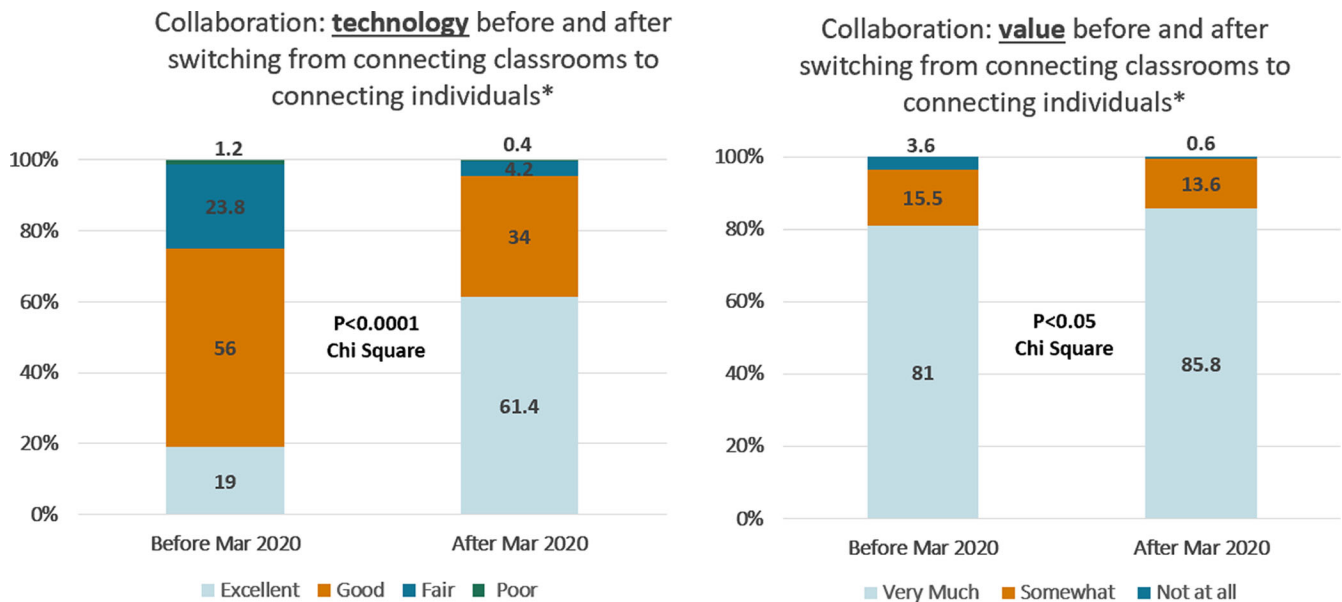 Collaboration: technology before and after
switching from connecting classrooms to
connecting individuals*
1.2
0.4
100%
4.2
23.8
80%
34
60%
P<0.0001
Chi Square
56
40%
61.4
20%
19
0%
Before Mar 2020
After Mar 2020
Excellent
Good
Fair
Poor
Collaboration: value before and after
switching from connecting classrooms to
connecting individuals*
3.6
0.6
100%
15.5
13.6
80%
60%
P<0.05
Chi Square
81
85.8
40%
20%
0%
Before Mar 2020
After Mar 2020
Very Much
Somewhat
Not at all